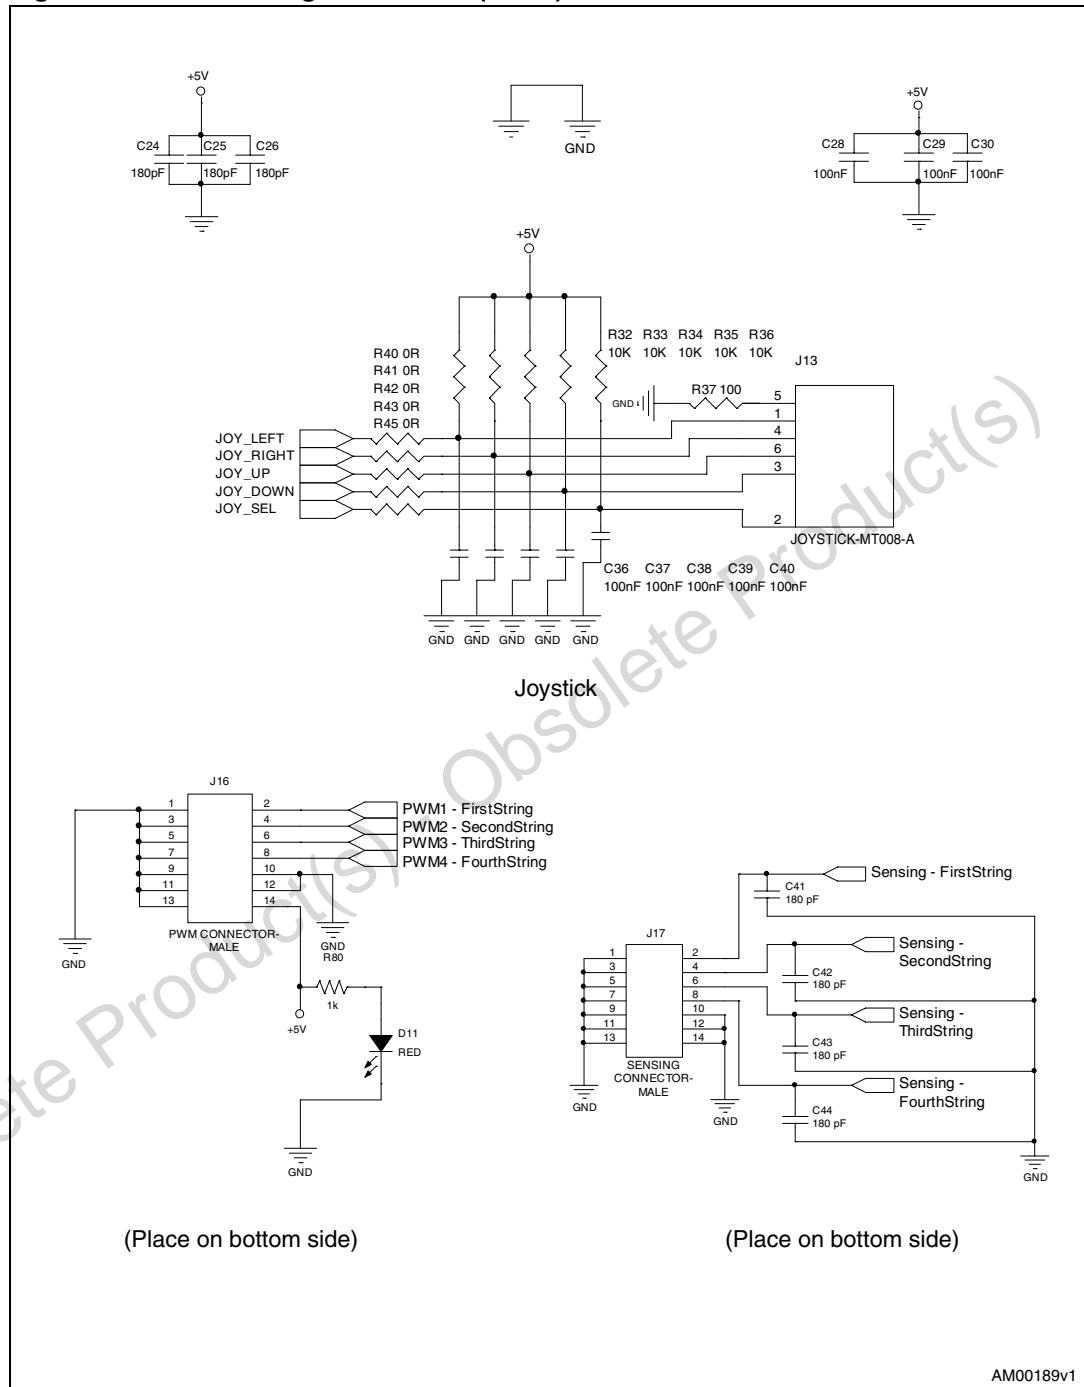 +5V
C24
C25
C26
180pF
180pF
180pF
GND
+5V
C28
C29
C30
100nF
100nF
100nF
+5V
R32 R33 R34 R35 R36
10K 10K 10K 10K 10K
R40 0R
R41 0R
R42 0R
R43 0R
R45 0R
J13
GND
R37 100
5
1
4
6
3
2
JOY_LEFT
JOY_RIGHT
JOY_UP
JOY_DOWN
JOY_SEL
JOYSTICK-MT008-A
C36 C37 C38 C39 C40
100nF 100nF 100nF 100nF 100nF
GND GND GND GND GND
Joystick
J16
1 2
3 4
5 6
7 8
9 10
11 12
13 14
PWM1 - FirstString
PWM2 - SecondString
PWM3 - ThirdString
PWM4 - FourthString
PWM CONNECTOR-
MALE
GND
GND
R80
1k
+5V
D11
RED
GND
J17
1 2
3 4
5 6
7 8
9 10
11 12
13 14
SENSING
CONNECTOR-
MALE
GND
GND
Sensing - FirstString
C41
180 pF
Sensing -
SecondString
C42
180 pF
Sensing -
ThirdString
C43
180 pF
Sensing -
FourthString
C44
180 pF
GND
(Place on bottom side)
(Place on bottom side)
AM00189v1
ete Product(s) - Obsolete Product(s)